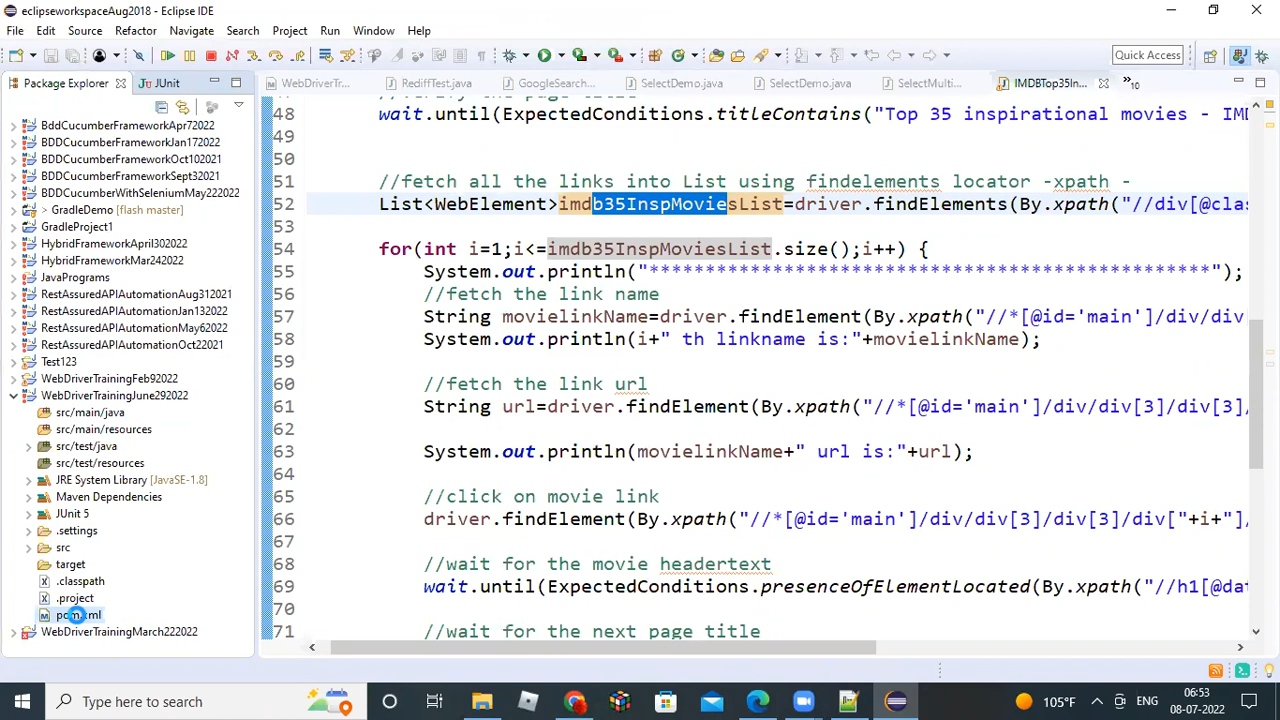 eclipseworkspaceAug2018 - Eclipse IDE
File Edit Source Refactor Navigate Search Project Run Window Help
Quick Access
Package Explorer JUnit
WebDriverTr... RediffTest.java GoogleSearch... SelectDemo.java SelectDemo.java SelectMulti... IMDBTop35In... »10
BddCucumberFrameworkApr72022
BDDCucumberFrameworkJan172022
BDDCucumberFrameworkOct102021
BDDCucumberFrameworkSept32021
BDDCucumberWithSeleniumMay222022
> GradleDemo [flash master]
GradleProject1
HybridFramework April22022
HybridFrameworkMar242022
JavaPrograms
RestAssuredAPIAutomationAug312021
RestAssuredAPIAutomationJan132022
RestAssuredAPIAutomationMay62022
RestAssuredAPIAutomationOct22021
Test123
WebDriverTrainingFeb92022
WebDriverTrainingJune292022
src/main/java
src/main/resources
src/test/java
src/test/resources
JRE System Library [JavaSE-1.8]
Maven Dependencies
JUnit 5
.settings
src
target
.classpath
.project
pom.xml
WebDriverTrainingMarch222022
48 wait.until(ExpectedConditions.titleContains("Top 35 inspirational movies - IMD
49
50
51 //fetch all the links into List using findelements locator -xpath -
52 List<WebElement>imdb35InspMoviesList=driver.findElements(By.xpath("//div[@clas
53
54 for(int i=1;i<=imdb35InspMoviesList.size();i++) {
55 System.out.println("**************************************************");
56 //fetch the link name
57 String movielinkName=driver.findElement(By.xpath("//*[@id='main']/div/div
58 System.out.println(i+" th linkname is:"+movielinkName);
59
60 //fetch the link url
61 String url=driver.findElement(By.xpath("//*[@id='main']/div/div[3]/div[3]/
62
63 System.out.println(movielinkName+" url is:"+url);
64
65 //click on movie link
66 driver.findElement(By.xpath("//*[@id='main']/div/div[3]/div[3]/div["+i+"]/
67
68 //wait for the movie headertext
69 wait.until(ExpectedConditions.presenceOfElementLocated(By.xpath("//h1[@dat
70
71 //wait for the next page title
Type here to search
105°F ENG 06:53
08-07-2022